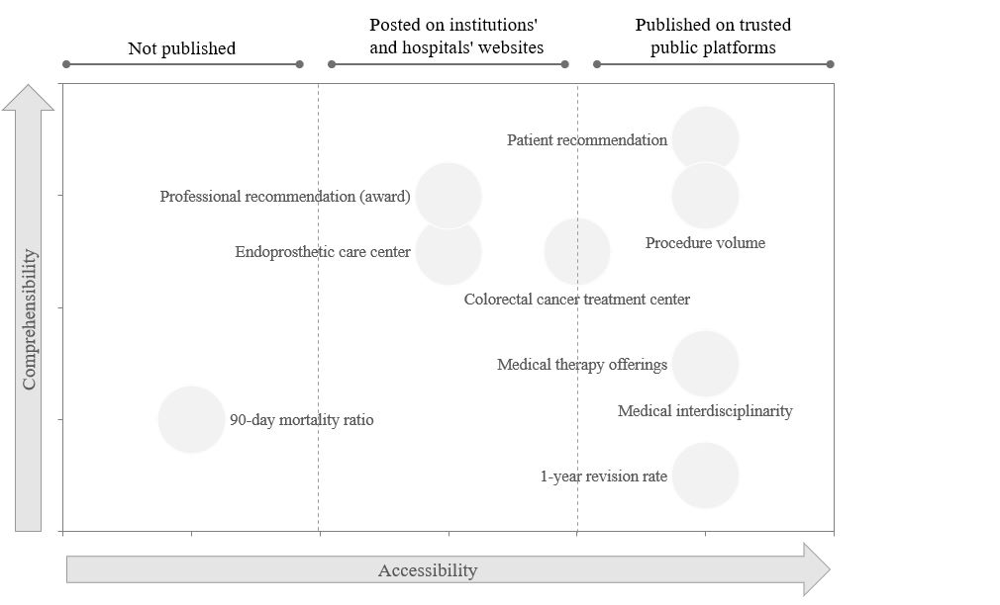 Not published
Posted on institutions'
and hospitals' websites
Published on trusted
public platforms
Patient recommendation
Professional recommendation (award)
Procedure volume
Endoprosthetic care center
Colorectal cancer treatment center
Medical therapy offerings
Medical interdisciplinarity
90-day mortality ratio
1-year revision rate
Comprehensibility
Accessibility